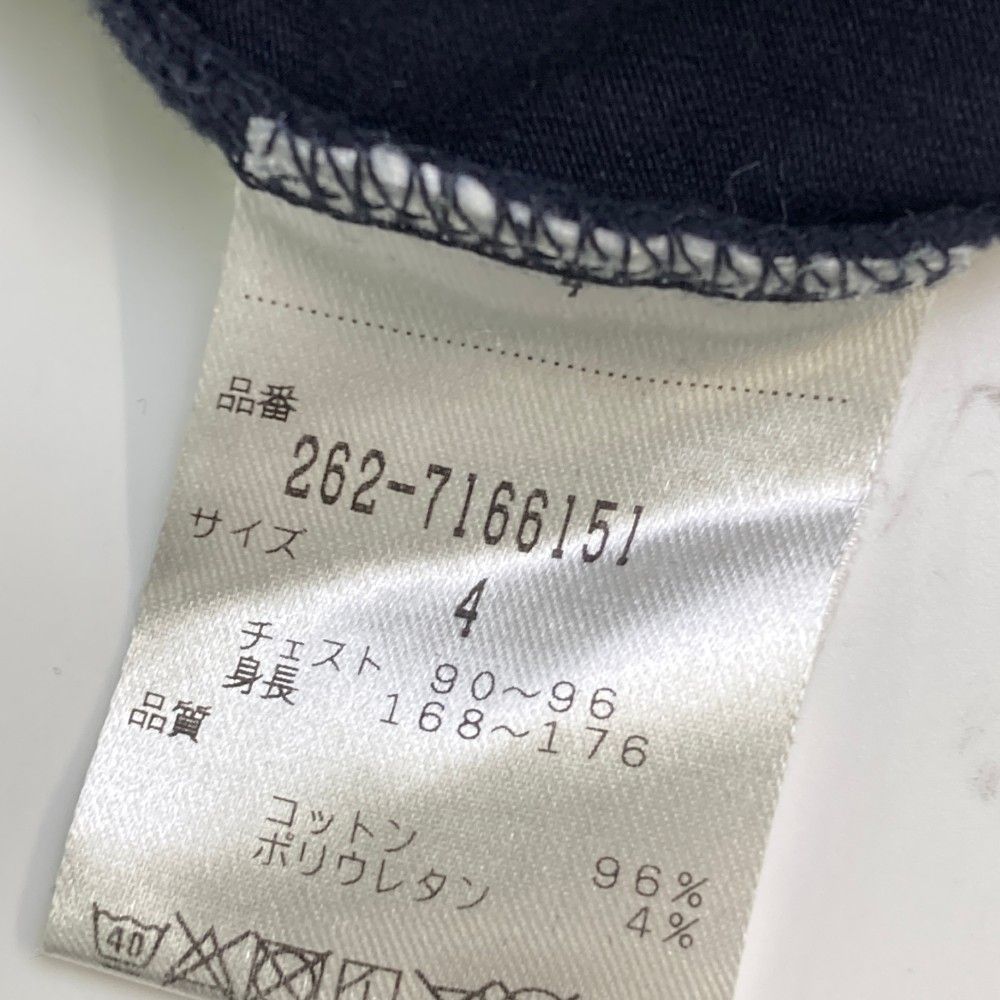 品番
262-7166151
サイズ
4
チェスト 90～96
身長 168～176
品質
コットン 96%
ポリウレタン 4%
40